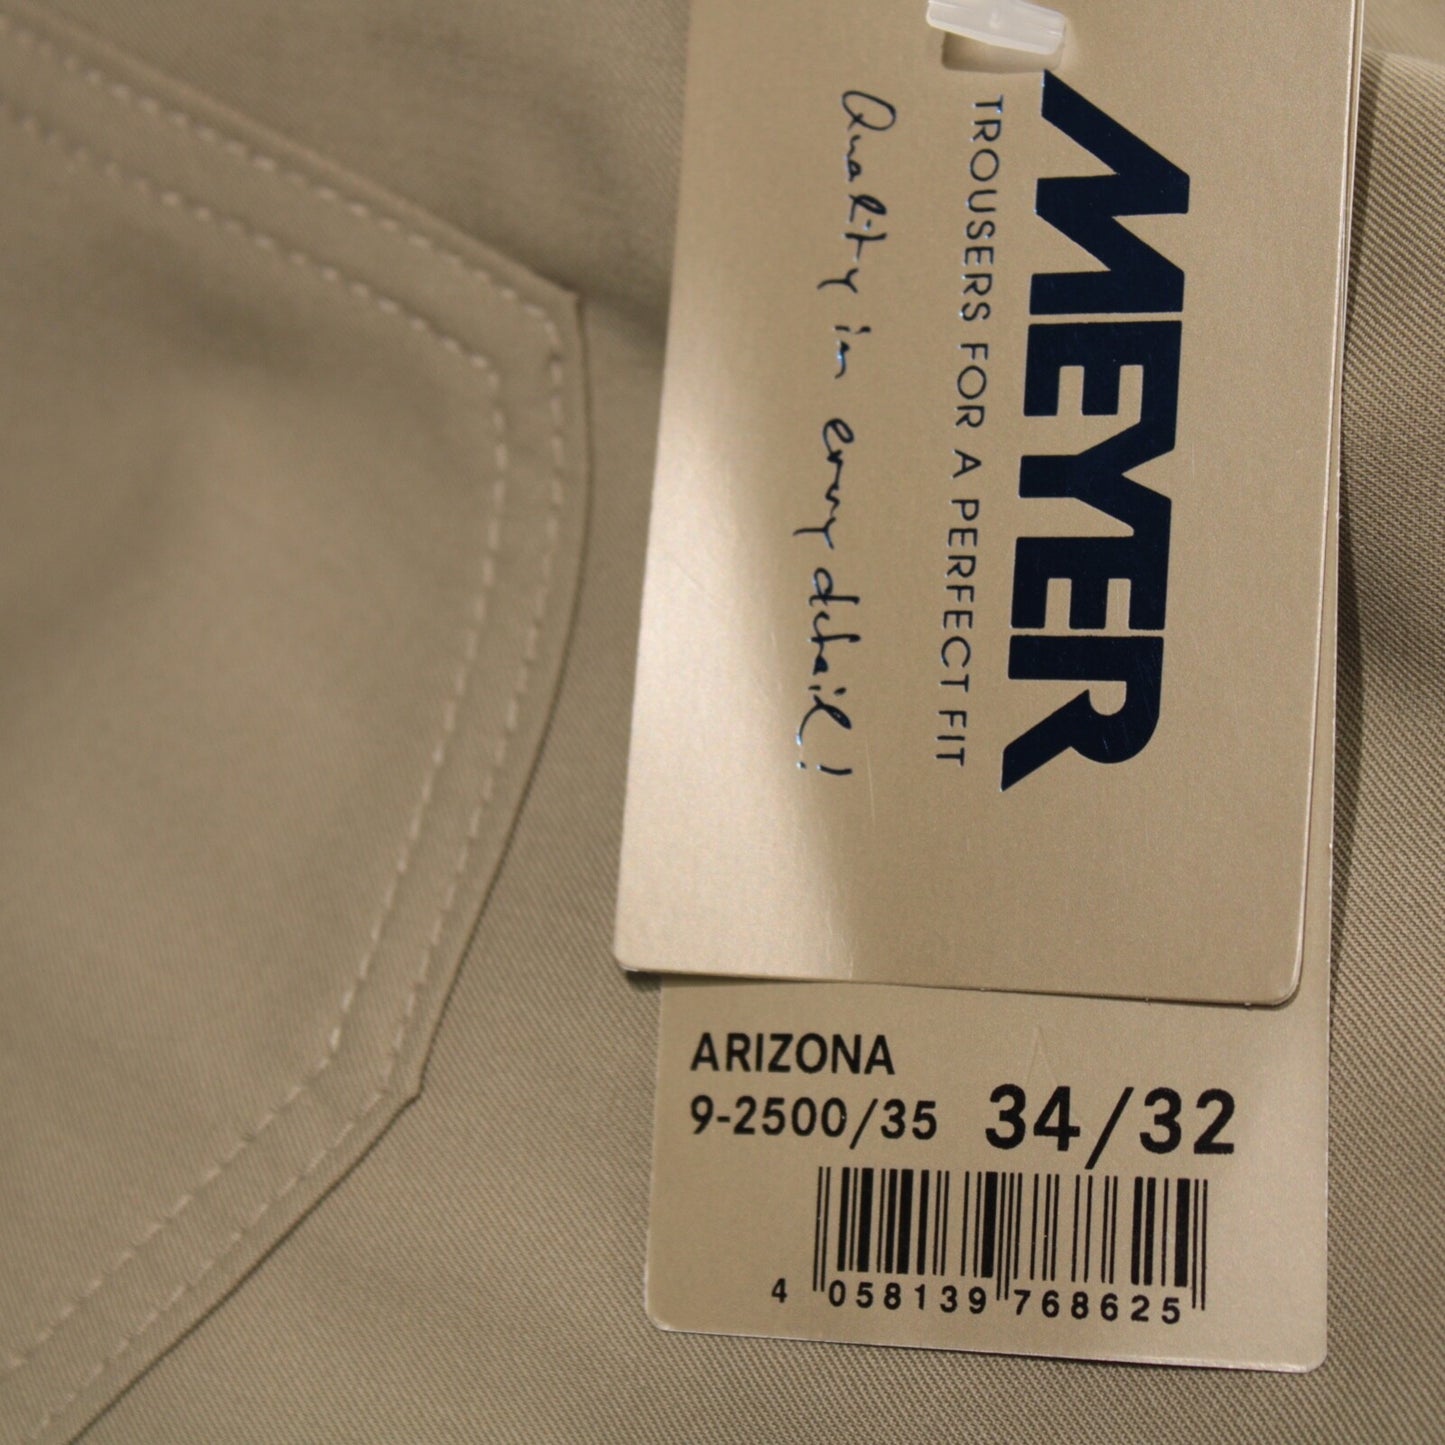 MEYER
TROUSERS FOR A PERFECT FIT
Quality in every detail!
ARIZONA
9-2500/35 34/32
4 058139 768625